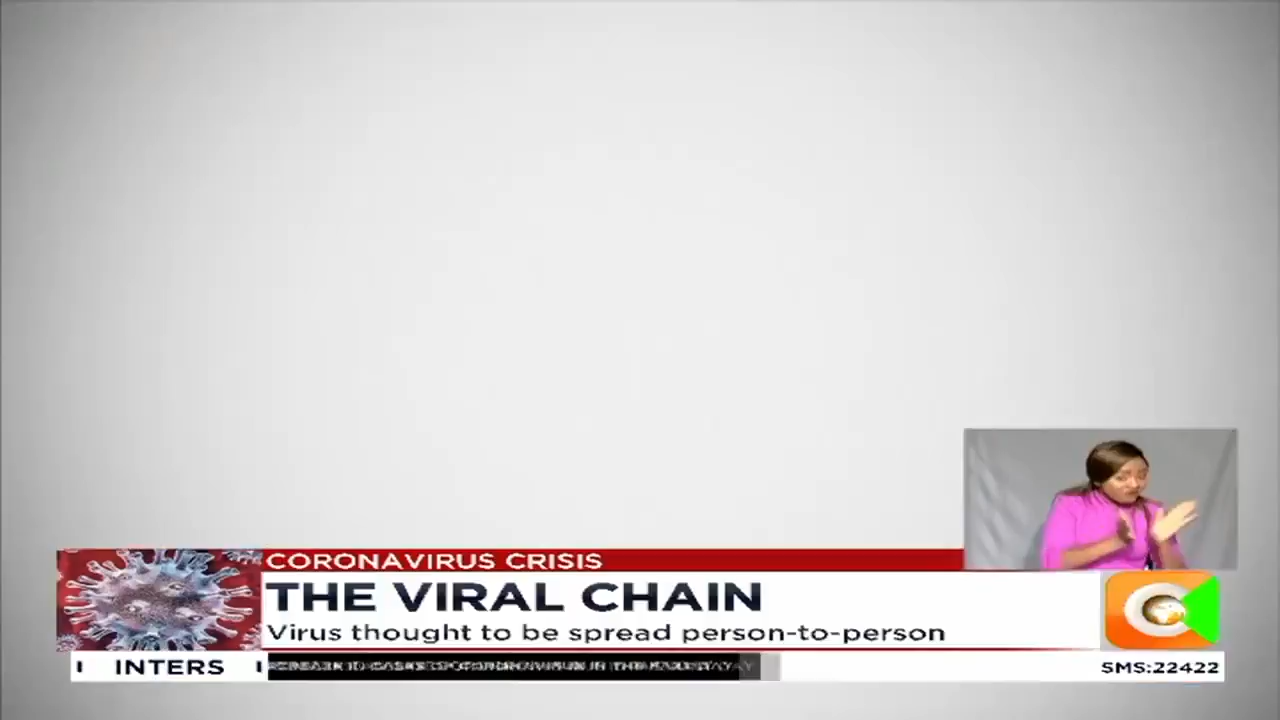 CORONAVIRUS CRISIS
THE VIRAL CHAIN
Virus thought to be spread person-to-person
INTERS
SMS:22422